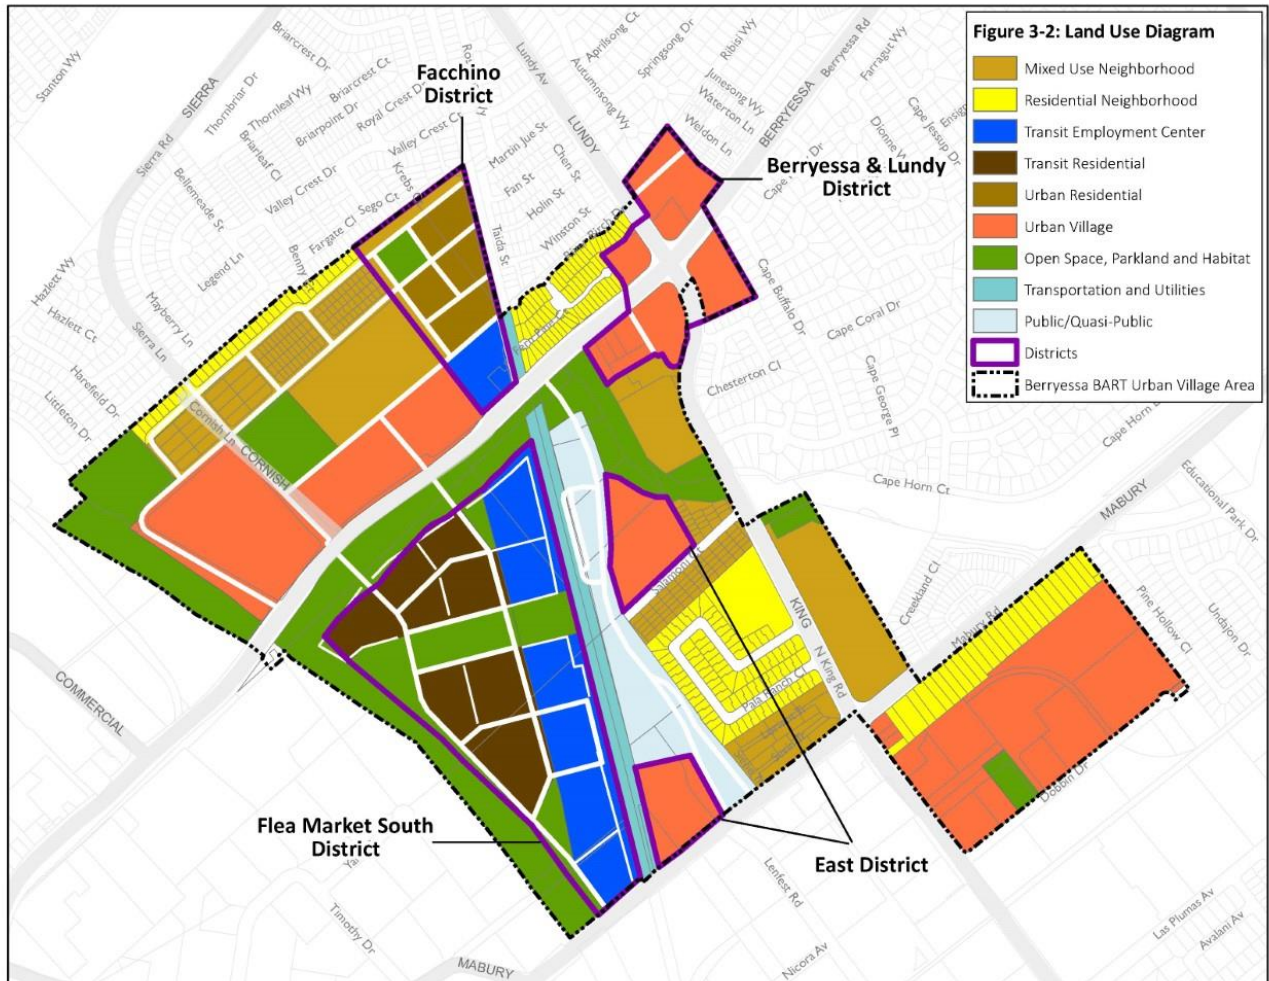 Figure 3-2: Land Use Diagram
Mixed Use Neighborhood
Residential Neighborhood
Transit Employment Center
Transit Residential
Urban Residential
Urban Village
Open Space, Parkland and Habitat
Transportation and Utilities
Public/Quasi-Public
Districts
Berryessa BART Urban Village Area
Facchino
District
Berryessa & Lundy
District
Flea Market South
District
East District
Stanton Wy
SIERRA
Sierra Rd
Briarcrest Dr
Thornbriar Dr
Thornleaf Wy
Briarcrest Ct
Briarpoint Dr
Royal Crest Dr
Briarleaf Cl
Valley Crest Ct
Valley Crest Dr
Bellemeade St
Sego Ct
Fargate Cl
Legend Ln
Hazlett Wy
Hazlett Ct
Mayberry Ln
Sierra Ln
Harefield Dr
Littleton Dr
Cornish Ln
CORNISH
Martin Jue St
Chen St
Fan St
Holin St
Winston St
Taida St
Lundy Av
LUNDY
Aprilsong Ct
Autumnsong Wy
Springsong Dr
Ribisi Wy
Junesong Wy
Waterton Ln
Weldon Ln
BERRYESSA
Berryessa Rd
Farragut Wy
Cape Jessup Dr
Cape Buffalo Dr
Cape Coral Dr
Cape George Pl
Chesterton Cl
Cape Horn Ct
MABURY
Educational Park Dr
Undajon Dr
Pine Hollow Cl
Creekland Cl
Mabury Rd
KING
N King Rd
Pala Ranch Cl
Dobbin Dr
COMMERCIAL
Timothy Dr
MABURY
Lenfest Rd
Nicora Av
Las Plumas Av
Avalani Av